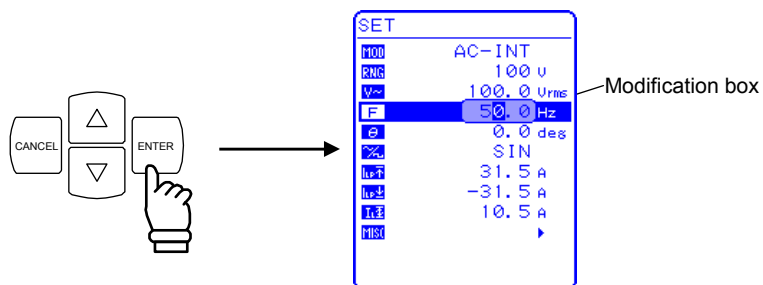 SET
MOD AC-INT
RNG 100 V
V~ 100.0 Vrms
F 50.0 Hz
θ 0.0 deg
SIN
31.5 A
-31.5 A
10.5 A
MISC
Modification box
CANCEL
ENTER